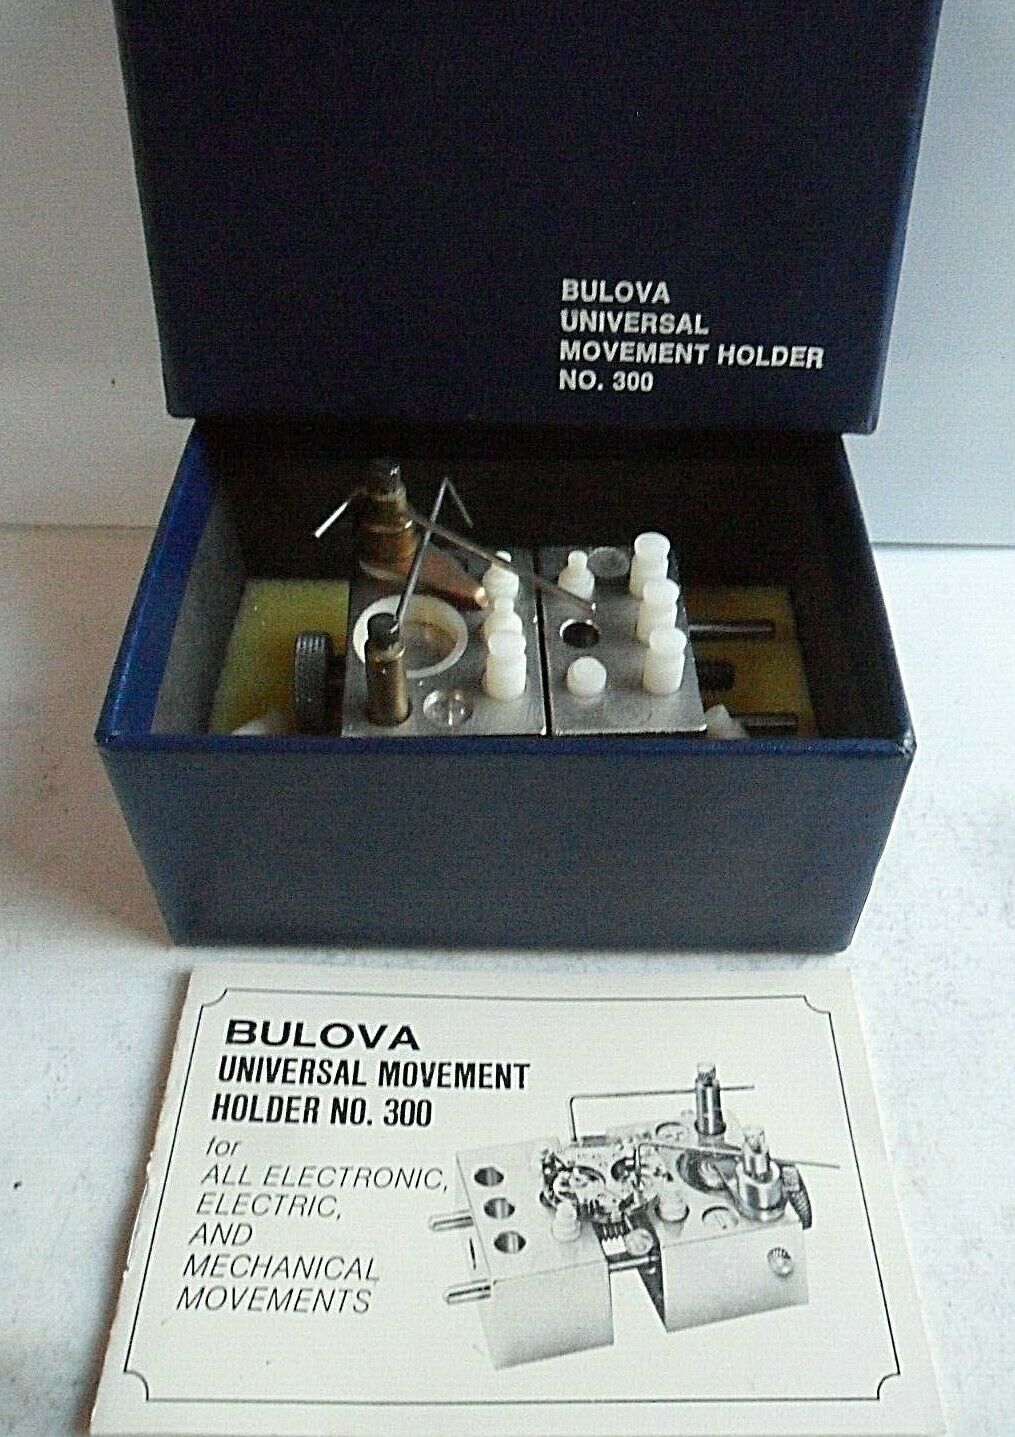 BULOVA
UNIVERSAL
MOVEMENT HOLDER
NO. 300
BULOVA
UNIVERSAL MOVEMENT
HOLDER NO. 300
for
ALL ELECTRONIC,
ELECTRIC,
AND
MECHANICAL
MOVEMENTS